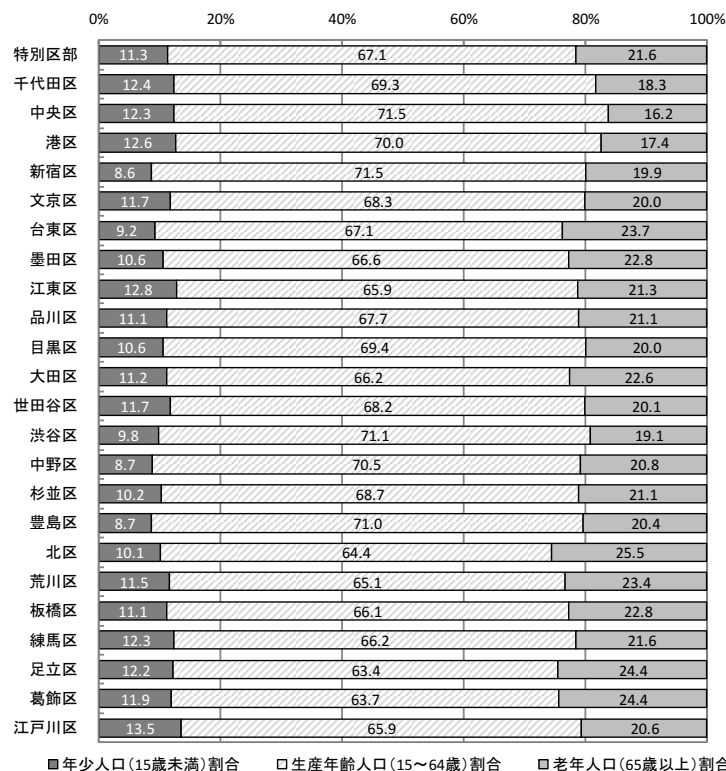 0% 20% 40% 60% 80% 100%
特別区部 11.3 67.1 21.6
千代田区 12.4 69.3 18.3
中央区 12.3 71.5 16.2
港区 12.6 70.0 17.4
新宿区 8.6 71.5 19.9
文京区 11.7 68.3 20.0
台東区 9.2 67.1 23.7
墨田区 10.6 66.6 22.8
江東区 12.8 65.9 21.3
品川区 11.1 67.7 21.1
目黒区 10.6 69.4 20.0
大田区 11.2 66.2 22.6
世田谷区 11.7 68.2 20.1
渋谷区 9.8 71.1 19.1
中野区 8.7 70.5 20.8
杉並区 10.2 68.7 21.1
豊島区 8.7 71.0 20.4
北区 10.1 64.4 25.5
荒川区 11.5 65.1 23.4
板橋区 11.1 66.1 22.8
練馬区 12.3 66.2 21.6
足立区 12.2 63.4 24.4
葛飾区 11.9 63.7 24.4
江戸川区 13.5 65.9 20.6
年少人口(15歳未満)割合 生産年齢人口(15～64歳)割合 老年人口(65歳以上)割合